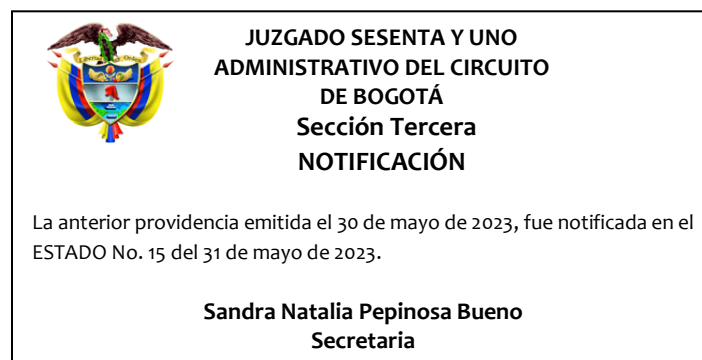 JUZGADO SESENTA Y UNO
ADMINISTRATIVO DEL CIRCUITO
DE BOGOTÁ
Sección Tercera
NOTIFICACIÓN
La anterior providencia emitida el 30 de mayo de 2023, fue notificada en el
ESTADO No. 15 del 31 de mayo de 2023.
Sandra Natalia Pepinosa Bueno
Secretaria